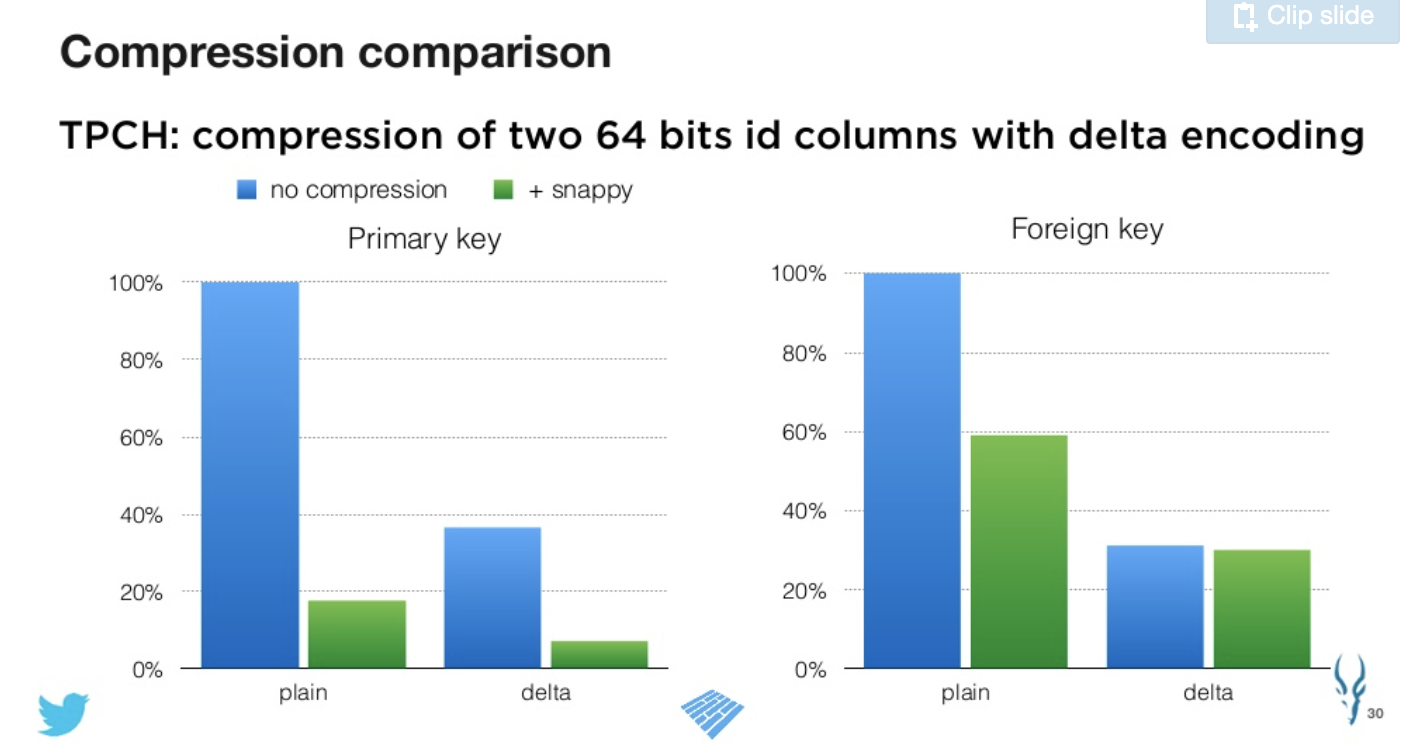 Clip slide
Compression comparison
TPCH: compression of two 64 bits id columns with delta encoding
no compression
+ snappy
Primary key
100%
80%
60%
40%
20%
0%
plain
delta
Foreign key
100%
80%
60%
40%
20%
0%
plain
delta
30